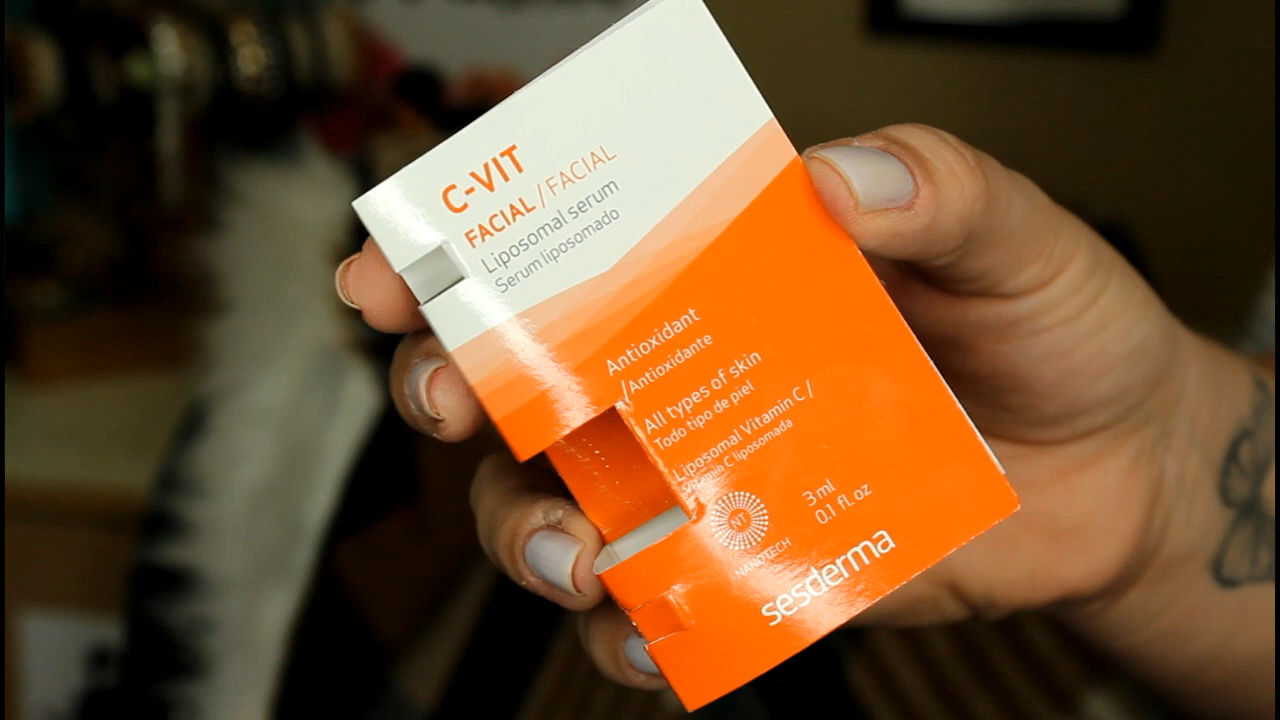 C-VIT
FACIAL / FACIAL
Liposomal serum
Serum liposomado
Antioxidant
/Antioxidante
All types of skin
Todo tipo de piel
Liposomal Vitamin C /
C liposomada
NT
NANOTECH
3 ml
0.1 fl. oz
sesderma